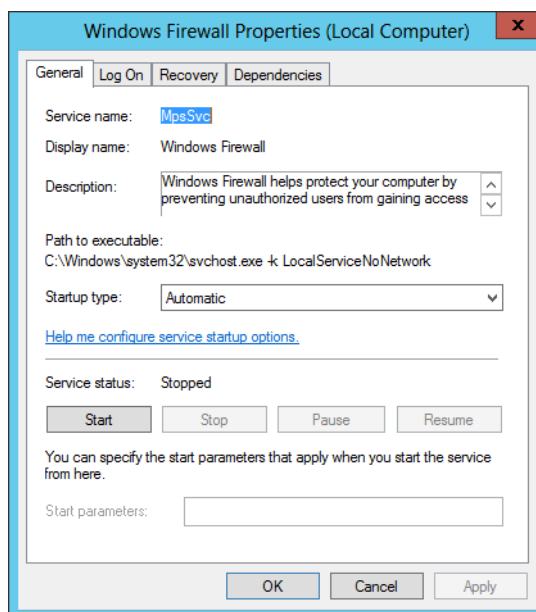 Windows Firewall Properties (Local Computer)
x
General Log On Recovery Dependencies
Service name: MpsSvc
Display name: Windows Firewall
Description: Windows Firewall helps protect your computer by
preventing unauthorized users from gaining access
Path to executable:
C:\Windows\system32\svchost.exe -k LocalServiceNoNetwork
Startup type: Automatic
Help me configure service startup options.
Service status: Stopped
Start Stop Pause Resume
You can specify the start parameters that apply when you start the service
from here.
Start parameters:
OK Cancel Apply